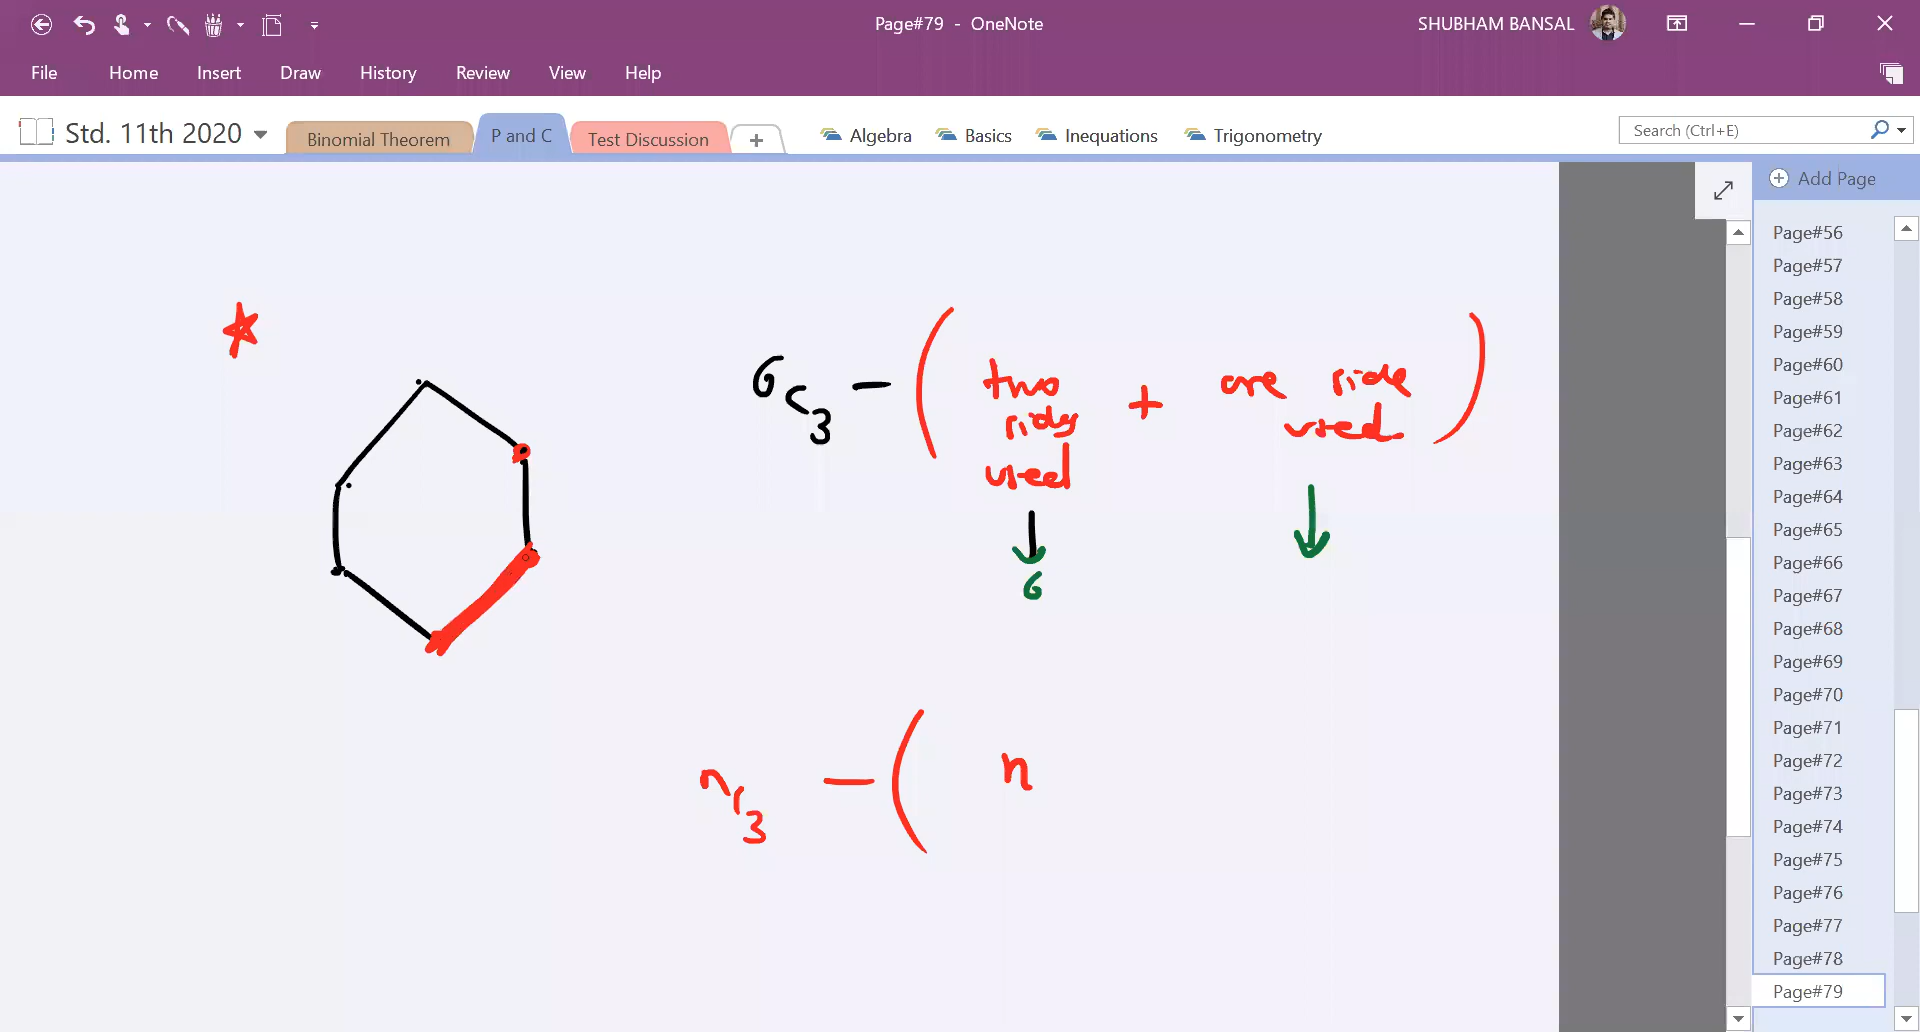 Page#79 - OneNote
SHUBHAM BANSAL
File Home Insert Draw History Review View Help
Std. 11th 2020
Binomial Theorem
P and C
Test Discussion
+
Algebra
Basics
Inequations
Trigonometry
Search (Ctrl+E)
Add Page
Page#56
Page#57
Page#58
Page#59
Page#60
Page#61
Page#62
Page#63
Page#64
Page#65
Page#66
Page#67
Page#68
Page#69
Page#70
Page#71
Page#72
Page#73
Page#74
Page#75
Page#76
Page#77
Page#78
Page#79
6C3 - ( two sides used + one side used )
6
nC3 - ( n